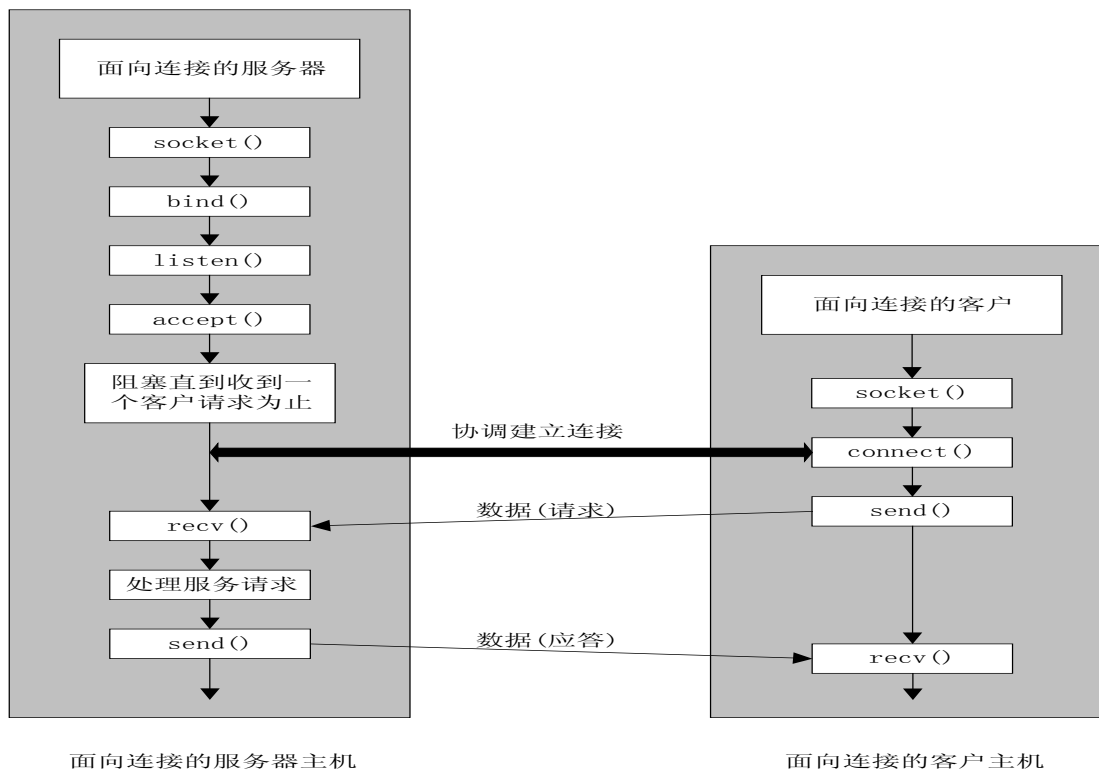 面向连接的服务器
socket()
bind()
listen()
accept()
阻塞直到收到一
个客户请求为止
recv()
处理服务请求
send()
协调建立连接
数据(请求)
数据(应答)
面向连接的客户
socket()
connect()
send()
recv()
面向连接的服务器主机
面向连接的客户主机